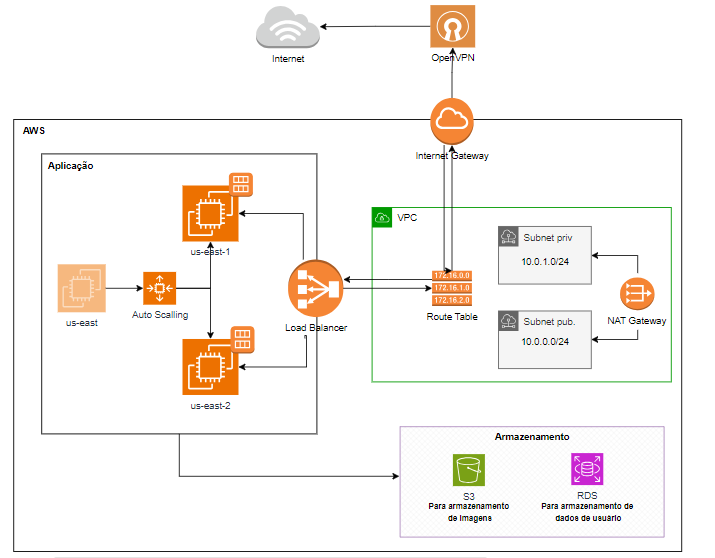 Internet
OpenVPN
AWS
Internet Gateway
Aplicação
us-east-1
us-east
Auto Scalling
us-east-2
Load Balancer
VPC
172.16.0.0
172.16.1.0
172.16.2.0
Route Table
Subnet priv
10.0.1.0/24
Subnet pub.
10.0.0.0/24
NAT Gateway
Armazenamento
S3
Para armazenamento
de imagens
RDS
Para armazenamento de
dados de usuário